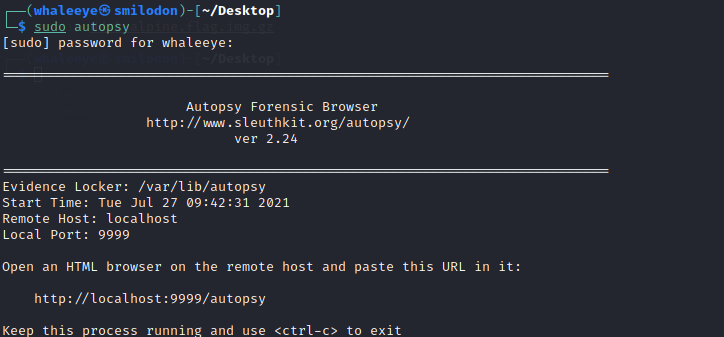 ┌──(whaleeye㉿smilodon)-[~/Desktop]
└─$ sudo autopsy
[sudo] password for whaleeye:
============================================================================
Autopsy Forensic Browser
http://www.sleuthkit.org/autopsy/
ver 2.24
============================================================================
Evidence Locker: /var/lib/autopsy
Start Time: Tue Jul 27 09:42:31 2021
Remote Host: localhost
Local Port: 9999
Open an HTML browser on the remote host and paste this URL in it:
http://localhost:9999/autopsy
Keep this process running and use <ctrl-c> to exit